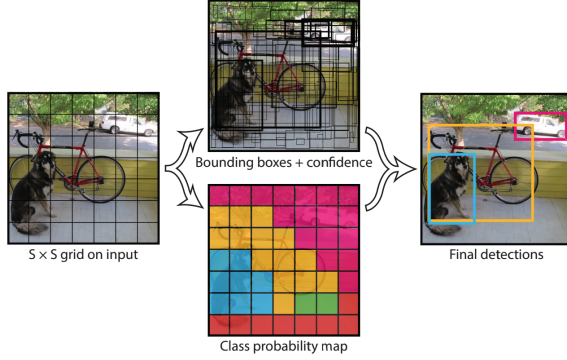 Bounding boxes + confidence
S × S grid on input
Final detections
Class probability map